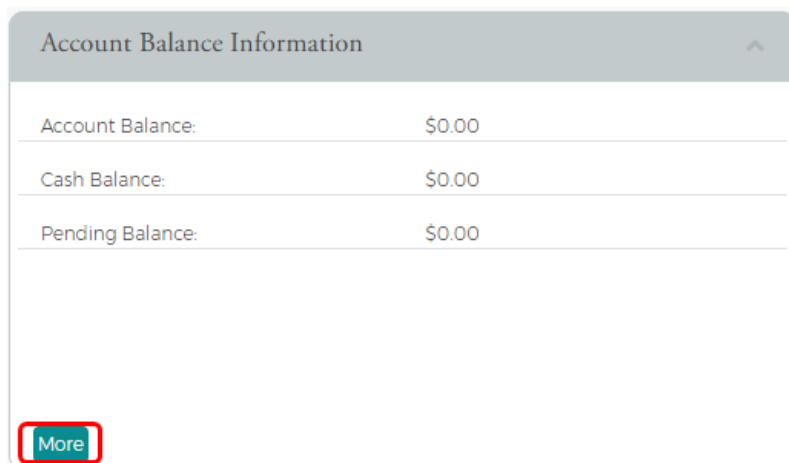 Account Balance Information
Account Balance: $0.00
Cash Balance: $0.00
Pending Balance: $0.00
More